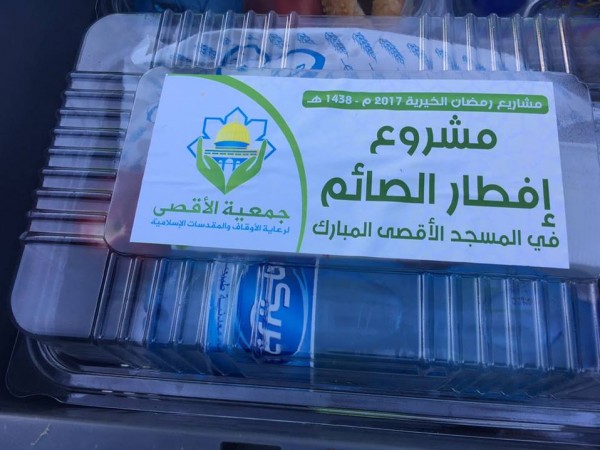 مشاريع رمضان الخيرية 2017 م - 1438 هـ
مشروع
إفطار الصائم
في المسجد الأقصى المبارك
جمعية الأقصى
لرعاية الأوقاف والمقدسات الإسلامية